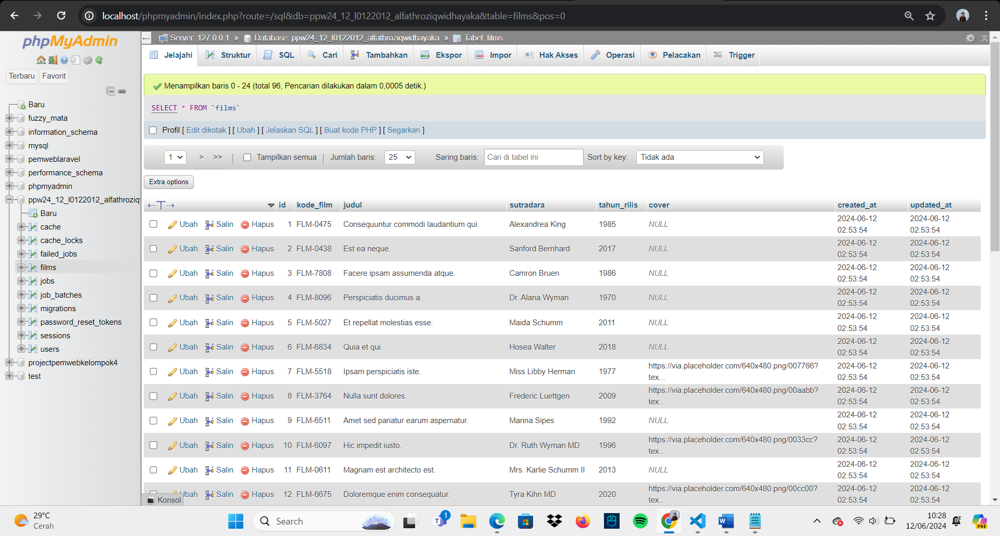 localhost/phpmyadmin/index.php?route=/sql&db=ppw24_12_l0122012_alfathroziqwidhayaka&table=films&pos=0
phpMyAdmin
Terbaru Favorit
Baru
fuzzy_mata
information_schema
mysql
pemweblaravel
performance_schema
phpmyadmin
ppw24_12_l0122012_alfathroziqw
Baru
cache
cache_locks
failed_jobs
films
jobs
job_batches
migrations
password_reset_tokens
sessions
users
projectpemwebkelompok4
test
Server: 127.0.0.1 » Database: ppw24_12_l0122012_alfathroziqwidhayaka » Tabel: films
Jelajahi Struktur SQL Cari Tambahkan Ekspor Impor Hak Akses Operasi Pelacakan Trigger
Menampilkan baris 0 - 24 (total 96, Pencarian dilakukan dalam 0,0005 detik.)
SELECT * FROM `films`
Profil [ Edit dikotak ] [ Ubah ] [ Jelaskan SQL ] [ Buat kode PHP ] [ Segarkan ]
1 > >> | Tampilkan semua | Jumlah baris: 25 Saring baris: Cari di tabel ini Sort by key: Tidak ada
Extra options
←T→ id kode_film judul sutradara tahun_rilis cover created_at updated_at
Ubah Salin Hapus 1 FLM-0475 Consequuntur commodi laudantium qui. Alexandrea King 1985 NULL 2024-06-12 02:53:54 2024-06-12 02:53:54
Ubah Salin Hapus 2 FLM-0438 Est ea neque. Sanford Bernhard 2017 NULL 2024-06-12 02:53:54 2024-06-12 02:53:54
Ubah Salin Hapus 3 FLM-7808 Facere ipsam assumenda atque. Camron Bruen 1986 NULL 2024-06-12 02:53:54 2024-06-12 02:53:54
Ubah Salin Hapus 4 FLM-8096 Perspiciatis ducimus a. Dr. Alana Wyman 1970 NULL 2024-06-12 02:53:54 2024-06-12 02:53:54
Ubah Salin Hapus 5 FLM-5027 Et repellat molestias esse. Maida Schumm 2011 NULL 2024-06-12 02:53:54 2024-06-12 02:53:54
Ubah Salin Hapus 6 FLM-6834 Quia et qui. Hosea Walter 2018 NULL 2024-06-12 02:53:54 2024-06-12 02:53:54
Ubah Salin Hapus 7 FLM-5518 Ipsam perspiciatis iste. Miss Libby Herman 1977 https://via.placeholder.com/640x480.png/007766?tex... 2024-06-12 02:53:54 2024-06-12 02:53:54
Ubah Salin Hapus 8 FLM-3764 Nulla sunt dolores. Frederic Luettgen 2009 https://via.placeholder.com/640x480.png/00aabb?tex... 2024-06-12 02:53:54 2024-06-12 02:53:54
Ubah Salin Hapus 9 FLM-6511 Amet sed pariatur earum aspernatur. Marina Sipes 1992 NULL 2024-06-12 02:53:54 2024-06-12 02:53:54
Ubah Salin Hapus 10 FLM-6097 Hic impedit iusto. Dr. Ruth Wyman MD 1996 https://via.placeholder.com/640x480.png/0033cc?tex... 2024-06-12 02:53:54 2024-06-12 02:53:54
Ubah Salin Hapus 11 FLM-0611 Magnam est architecto est. Mrs. Karlie Schumm II 2013 NULL 2024-06-12 02:53:54 2024-06-12 02:53:54
Ubah Salin Hapus 12 FLM-6675 Doloremque enim consequatur. Tyra Kihn MD 2020 https://via.placeholder.com/640x480.png/00cc00?tex... 2024-06-12 02:53:54 2024-06-12 02:53:54
Konsol
29°C
Cerah
Search
1
10:28
12/06/2024
PRE